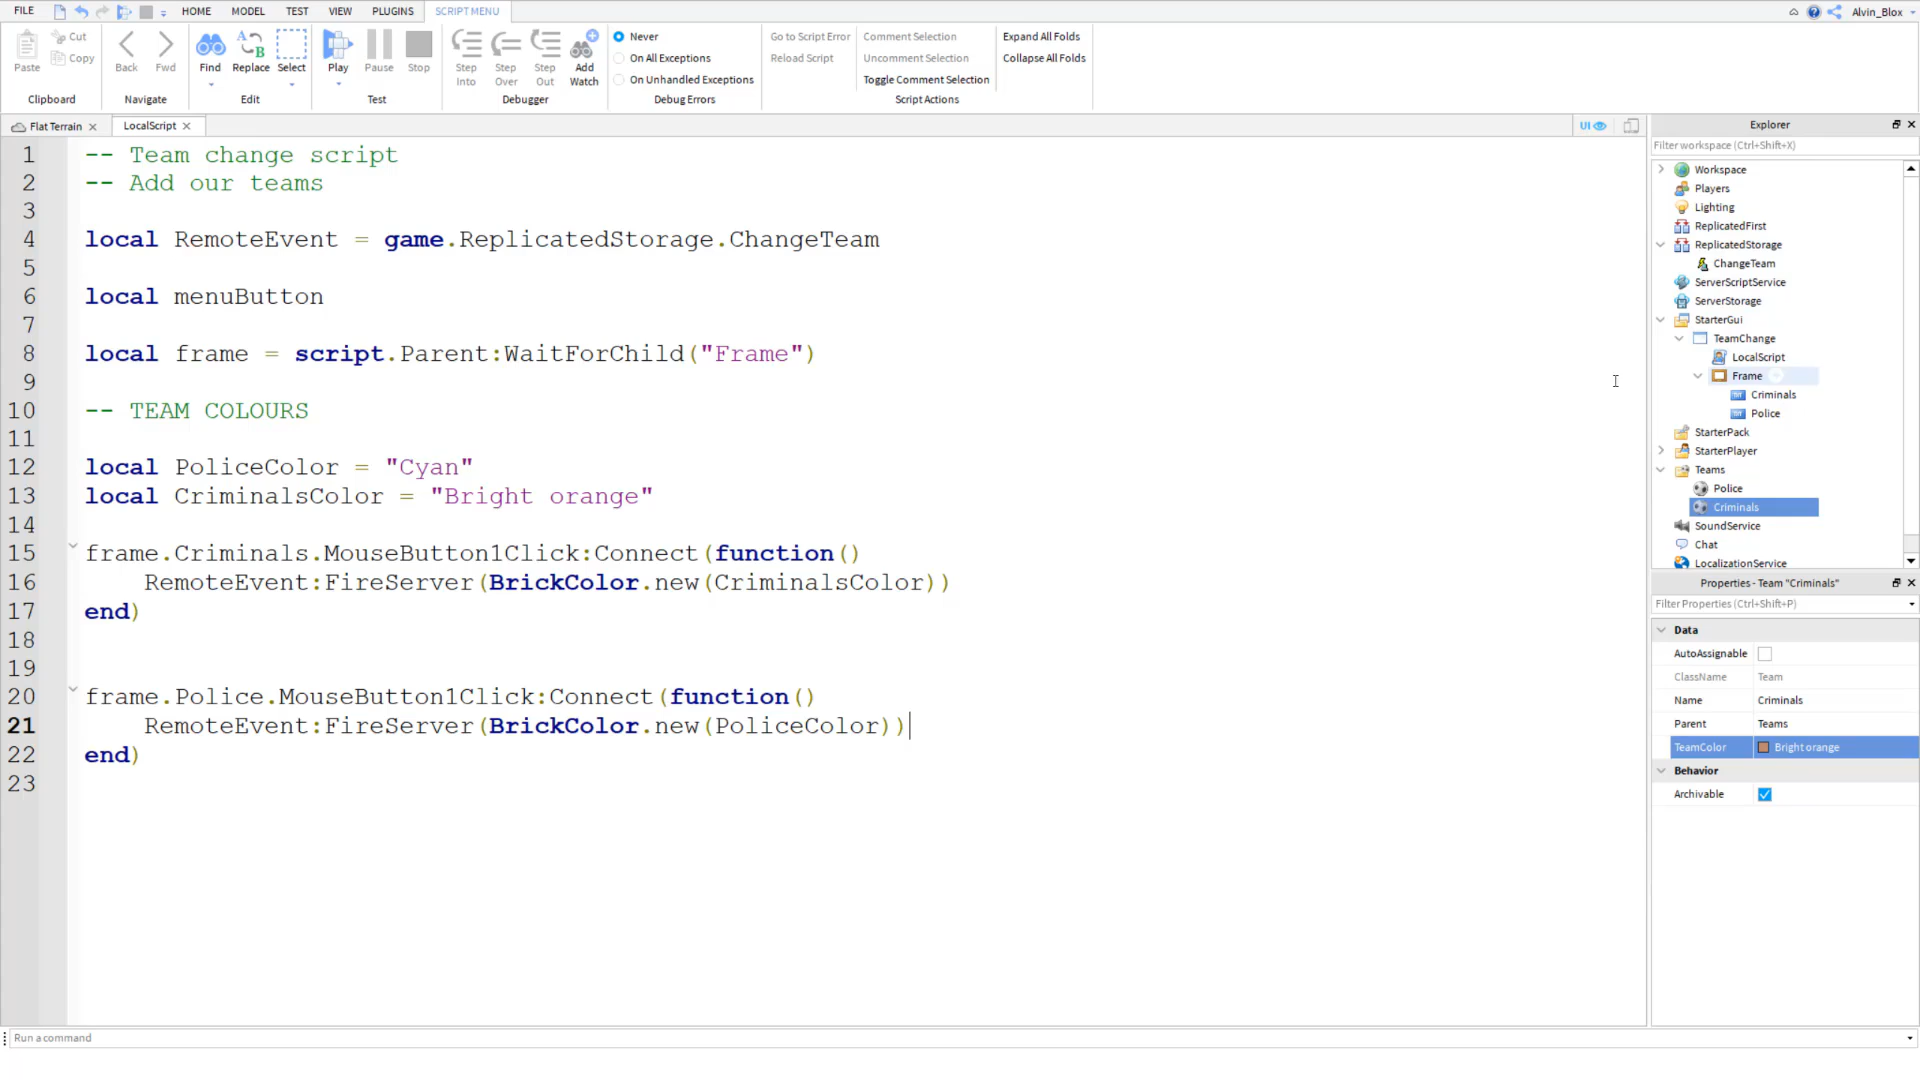 FILE HOME MODEL TEST VIEW PLUGINS SCRIPT MENU Alvin_Blox
Cut Never Go to Script Error Comment Selection Expand All Folds
Copy On All Exceptions Reload Script Uncomment Selection Collapse All Folds
Paste Back Fwd Find Replace Select Play Pause Stop Step Into Step Over Step Out Add Watch On Unhandled Exceptions Toggle Comment Selection
Clipboard Navigate Edit Test Debugger Debug Errors Script Actions
Flat Terrain LocalScript UI
1 -- Team change script
2 -- Add our teams
3
4 local RemoteEvent = game.ReplicatedStorage.ChangeTeam
5
6 local menuButton
7
8 local frame = script.Parent:WaitForChild("Frame")
9
10 -- TEAM COLOURS
11
12 local PoliceColor = "Cyan"
13 local CriminalsColor = "Bright orange"
14
15 frame.Criminals.MouseButton1Click:Connect(function()
16 RemoteEvent:FireServer(BrickColor.new(CriminalsColor))
17 end)
18
19
20 frame.Police.MouseButton1Click:Connect(function()
21 RemoteEvent:FireServer(BrickColor.new(PoliceColor))
22 end)
23
Explorer
Filter workspace (Ctrl+Shift+X)
Workspace
Players
Lighting
ReplicatedFirst
ReplicatedStorage
ChangeTeam
ServerScriptService
ServerStorage
StarterGui
TeamChange
LocalScript
Frame
Criminals
Police
StarterPack
StarterPlayer
Teams
Police
Criminals
SoundService
Chat
LocalizationService
Properties - Team "Criminals"
Filter Properties (Ctrl+Shift+P)
Data
AutoAssignable
ClassName Team
Name Criminals
Parent Teams
TeamColor Bright orange
Behavior
Archivable
Run a command